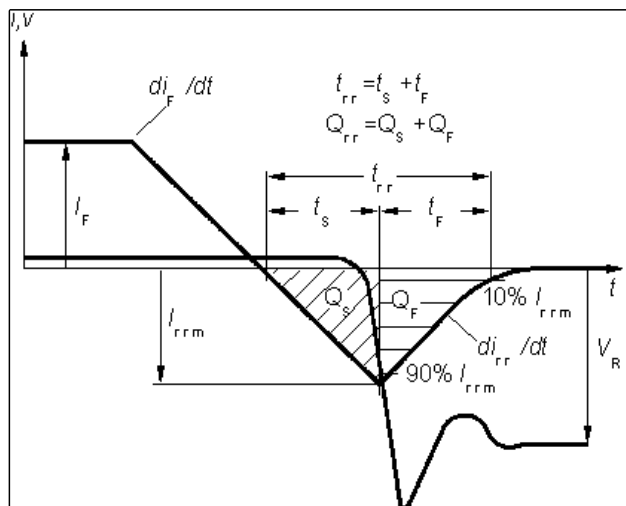 I,V
di_F /dt
t_rr = t_S + t_F
Q_rr = Q_S + Q_F
t_rr
I_F
t_S
t_F
Q_S
Q_F
t
10% I_rrm
I_rrm
di_rr /dt
V_R
90% I_rrm